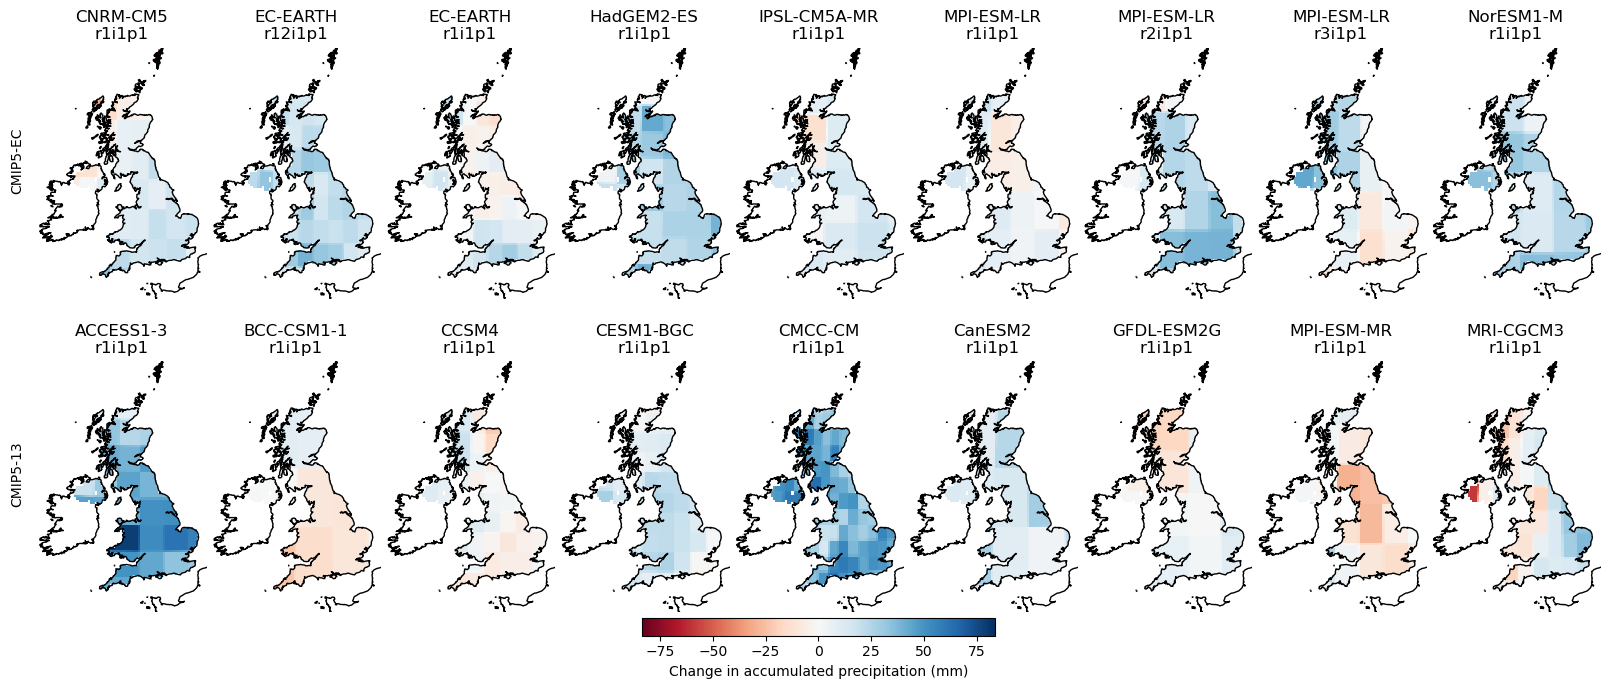 CNRM-CM5
r1i1p1
EC-EARTH
r12i1p1
EC-EARTH
r1i1p1
HadGEM2-ES
r1i1p1
IPSL-CM5A-MR
r1i1p1
MPI-ESM-LR
r1i1p1
MPI-ESM-LR
r2i1p1
MPI-ESM-LR
r3i1p1
NorESM1-M
r1i1p1
CMIP5-EC
ACCESS1-3
r1i1p1
BCC-CSM1-1
r1i1p1
CCSM4
r1i1p1
CESM1-BGC
r1i1p1
CMCC-CM
r1i1p1
CanESM2
r1i1p1
GFDL-ESM2G
r1i1p1
MPI-ESM-MR
r1i1p1
MRI-CGCM3
r1i1p1
CMIP5-13
−75 −50 −25 0 25 50 75
Change in accumulated precipitation (mm)